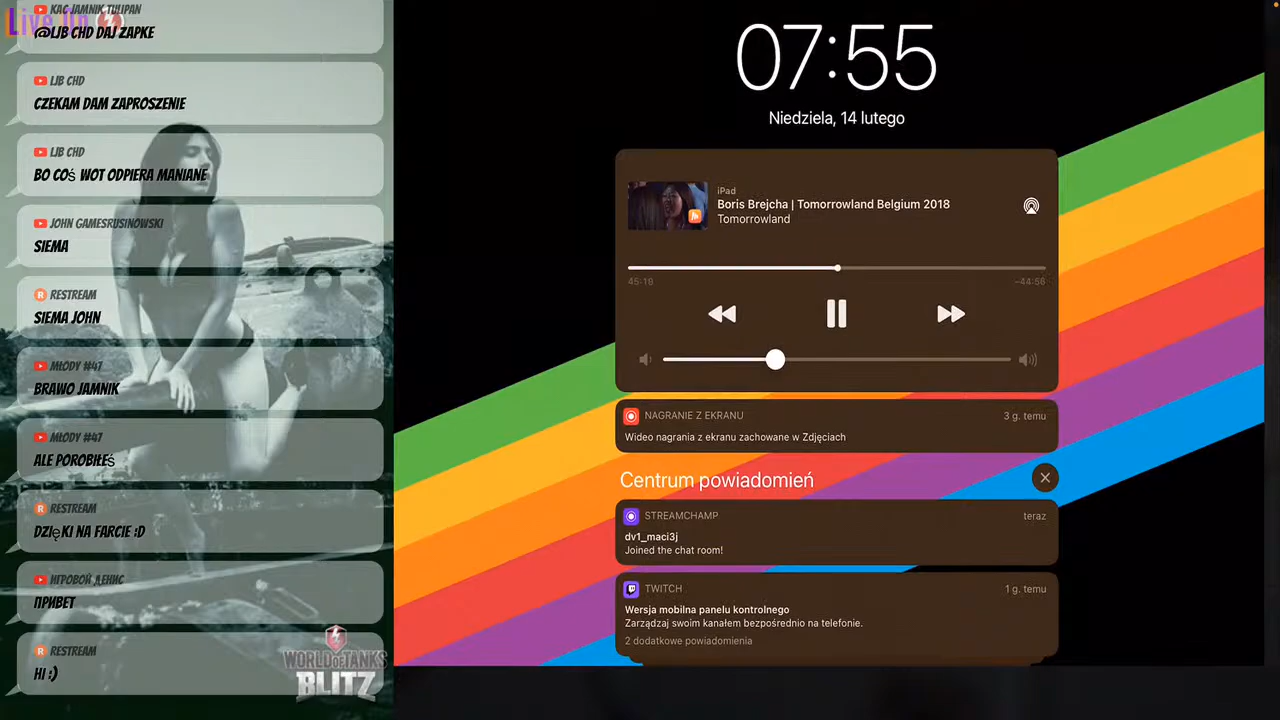 Live On
KAC JAMNIK TULIPAN
@LJB CHD DAJ ZAPKE
LJB CHD
CZEKAM DAM ZAPROSZENIE
LJB CHD
BO COŚ WOT ODPIERA MANIANE
JOHN GAMESRUSINOWSKI
SIEMA
RESTREAM
SIEMA JOHN
MŁODY #47
BRAWO JAMNIK
MŁODY #47
ALE POROBIŁEŚ
RESTREAM
DZIĘKI NA FARCIE :D
ИГРОВОЙ ДЕНИС
ПРИВЕТ
RESTREAM
HI :)
WORLD OF TANKS
BLITZ
07:55
Niedziela, 14 lutego
iPad
Boris Brejcha | Tomorrowland Belgium 2018
Tomorrowland
45:18
-44:56
NAGRANIE Z EKRANU
3 g. temu
Wideo nagrania z ekranu zachowane w Zdjęciach
Centrum powiadomień
STREAMCHAMP
teraz
dv1_maci3j
Joined the chat room!
TWITCH
1 g. temu
Wersja mobilna panelu kontrolnego
Zarządzaj swoim kanałem bezpośrednio na telefonie.
2 dodatkowe powiadomienia